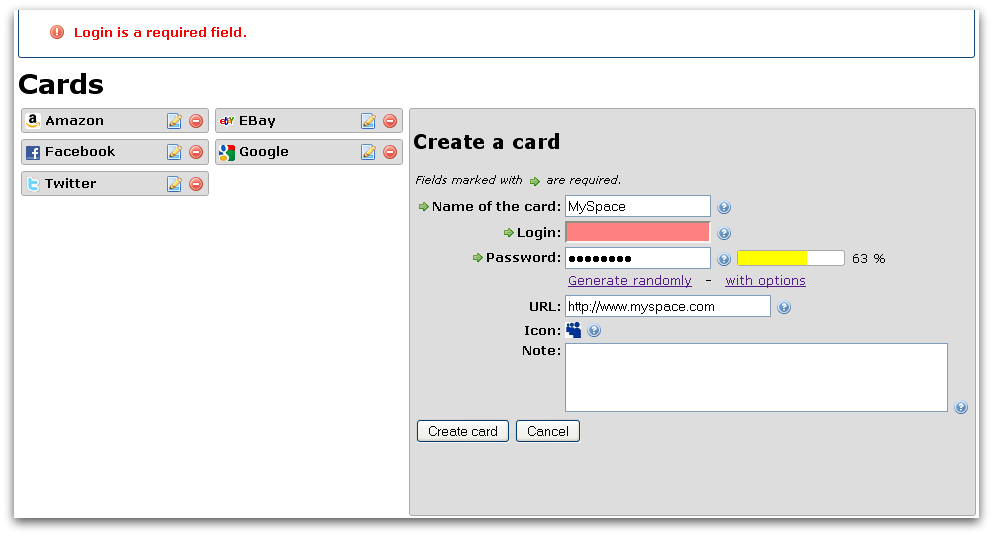 Login is a required field.
Cards
Amazon
EBay
Facebook
Google
Twitter
Create a card
Fields marked with are required.
Name of the card: MySpace
Login:
Password: ●●●●●●●● 63 %
Generate randomly - with options
URL: http://www.myspace.com
Icon:
Note:
Create card Cancel